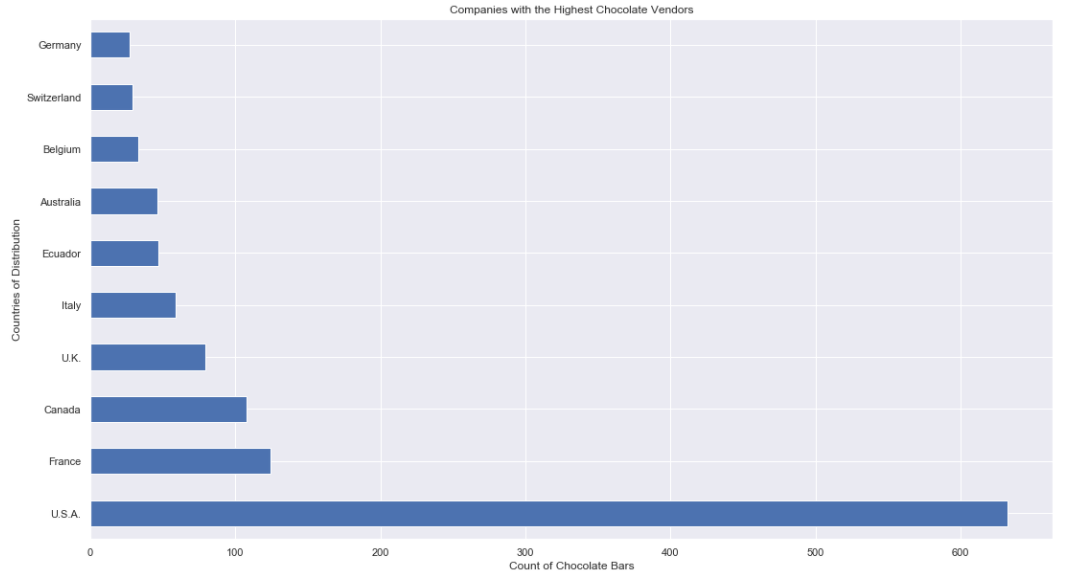 Companies with the Highest Chocolate Vendors
Germany
Switzerland
Belgium
Australia
Ecuador
Italy
U.K.
Canada
France
U.S.A.
Countries of Distribution
0 100 200 300 400 500 600
Count of Chocolate Bars